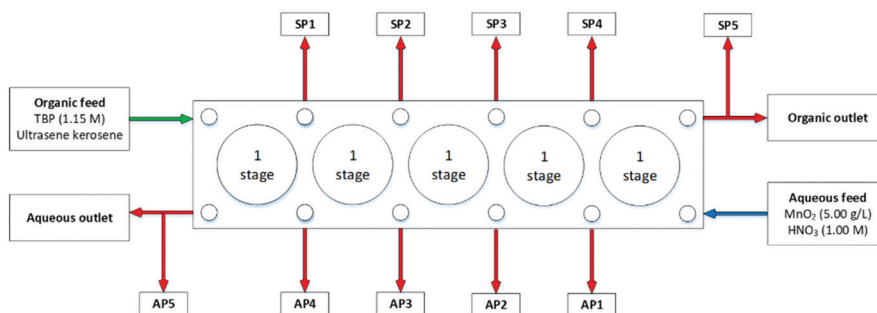 SP1
SP2
SP3
SP4
SP5
Organic feed
TBP (1.15 M)
Ultrasene kerosene
Organic outlet
1
stage
1
stage
1
stage
1
stage
1
stage
Aqueous outlet
Aqueous feed
MnO₂ (5.00 g/L)
HNO₃ (1.00 M)
AP5
AP4
AP3
AP2
AP1